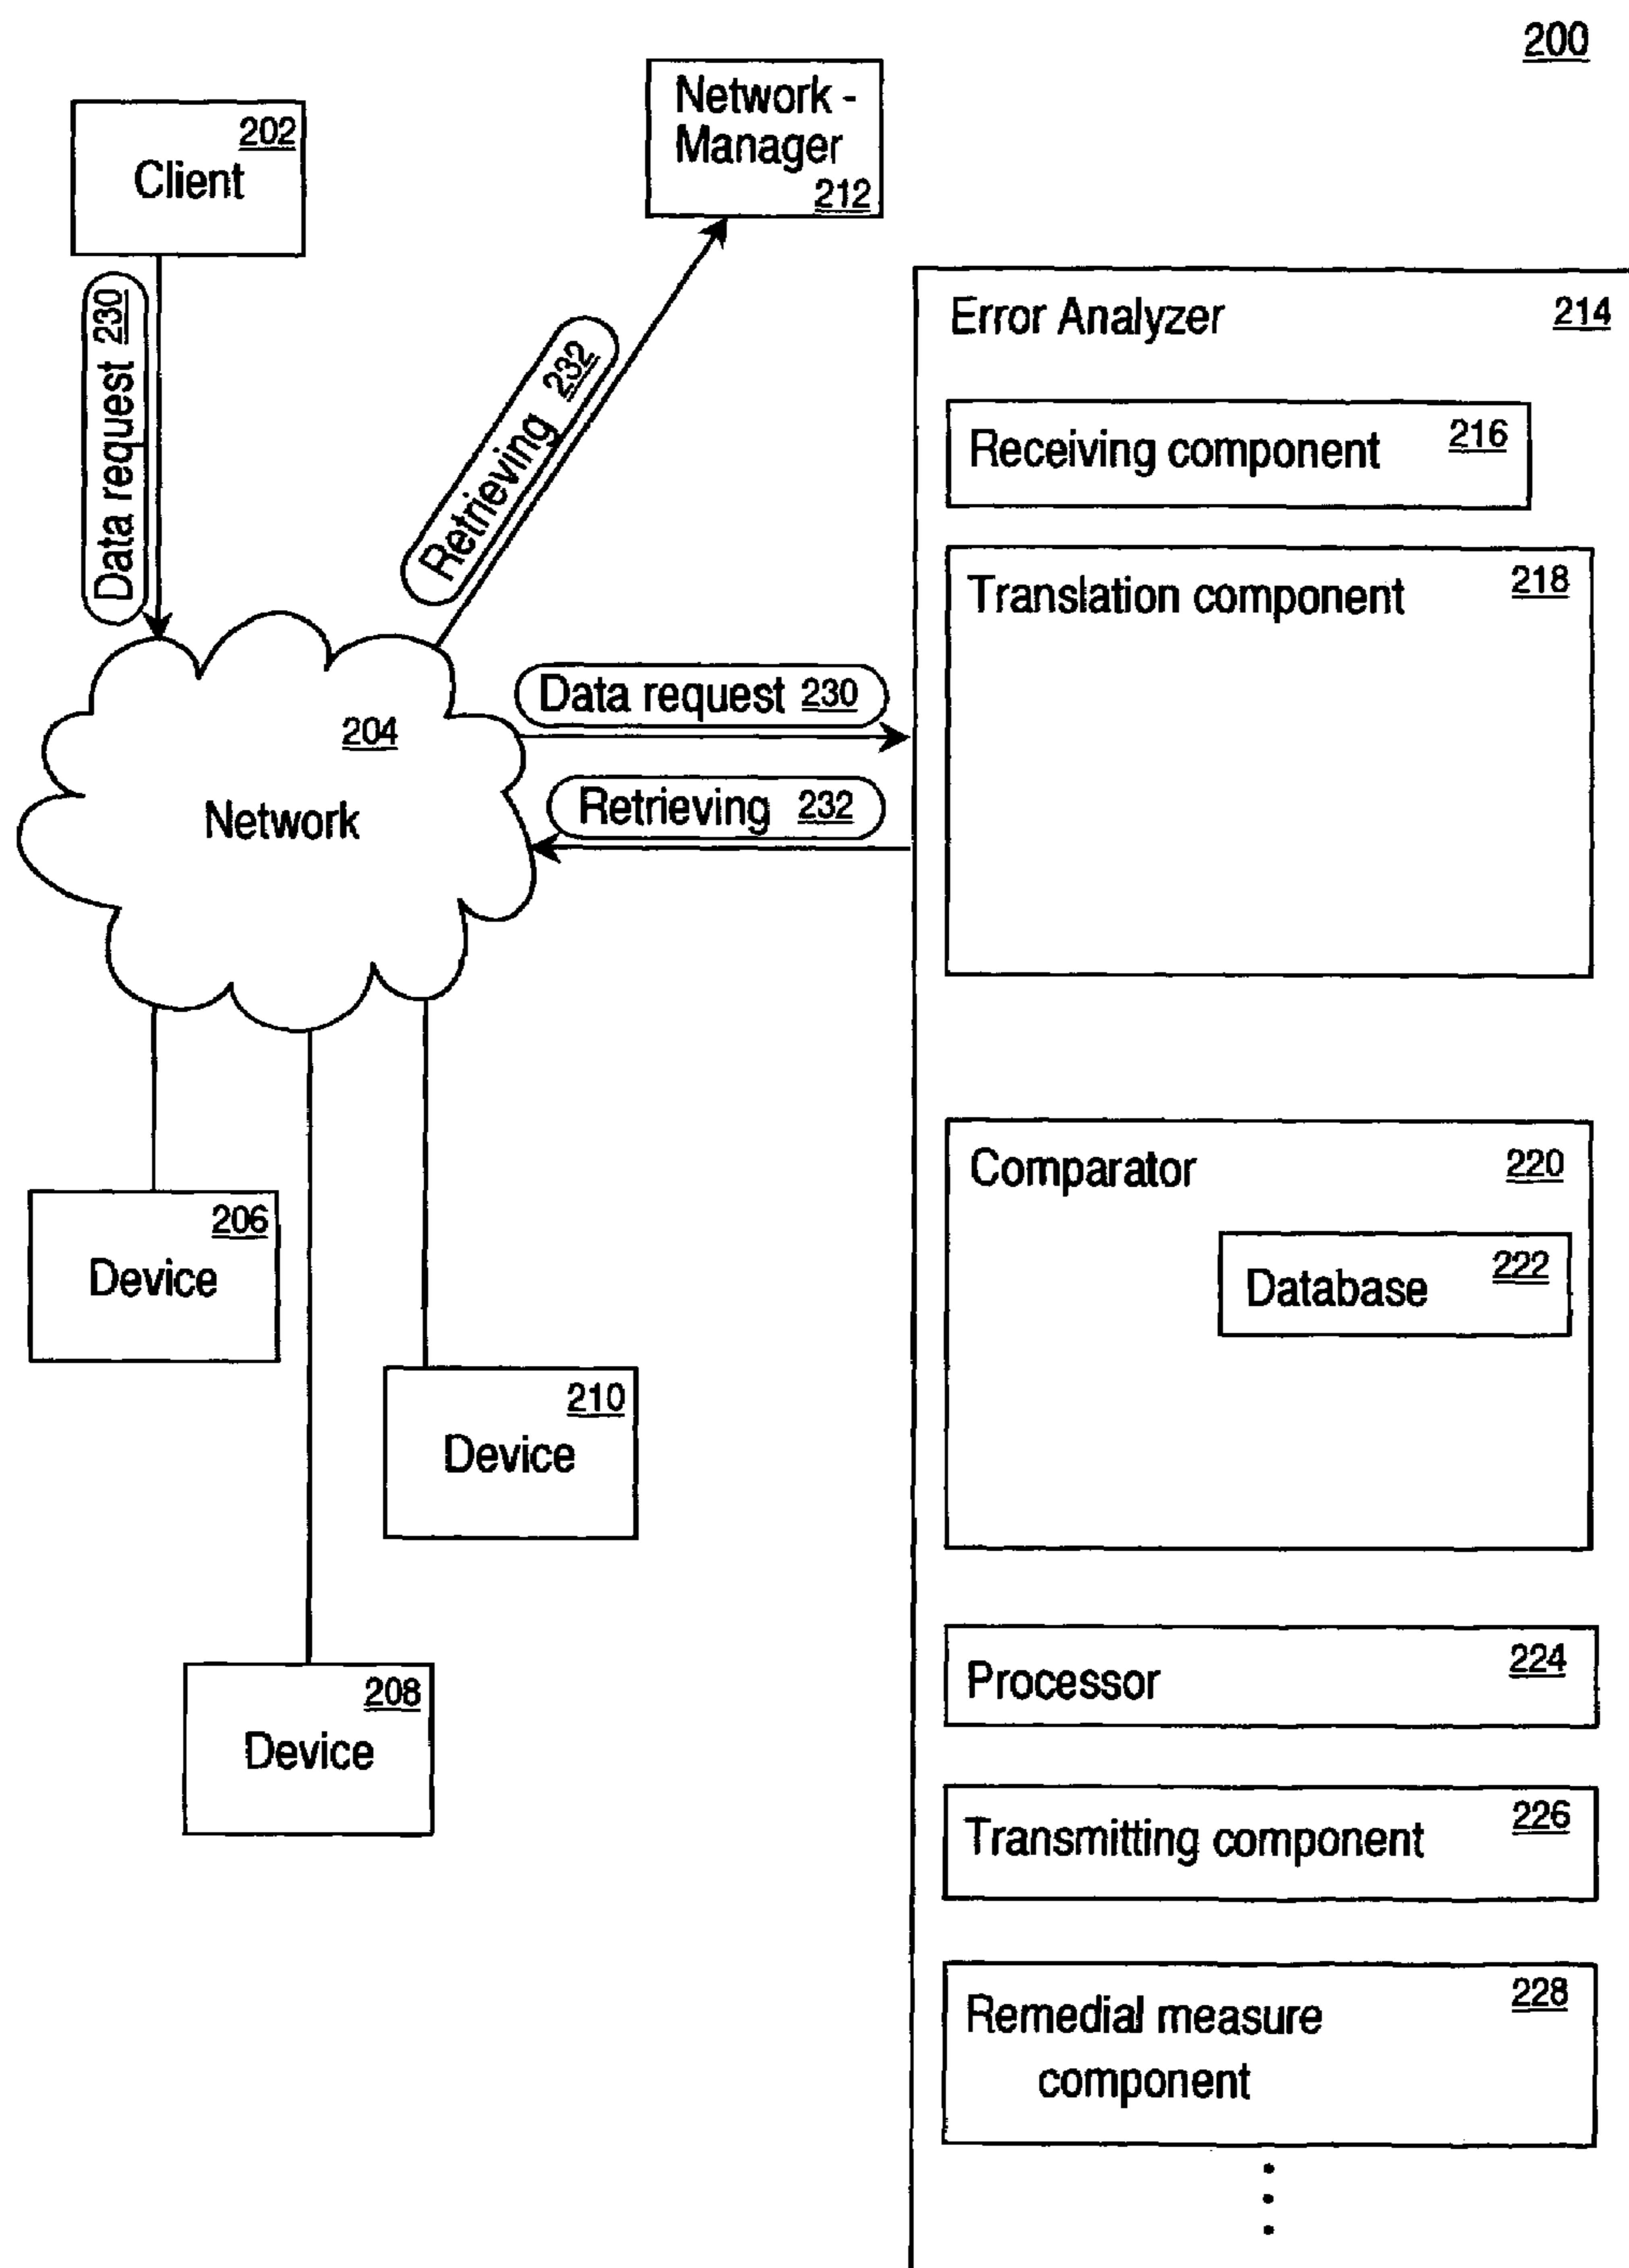 200
202
Client
Network -
Manager
212
Data request 230
Retrieving 232
Error Analyzer 214
Receiving component 216
Translation component 218
Data request 230
204
Network
Retrieving 232
Comparator 220
Database 222
206
Device
210
Device
Processor 224
208
Device
Transmitting component 226
Remedial measure 228
component